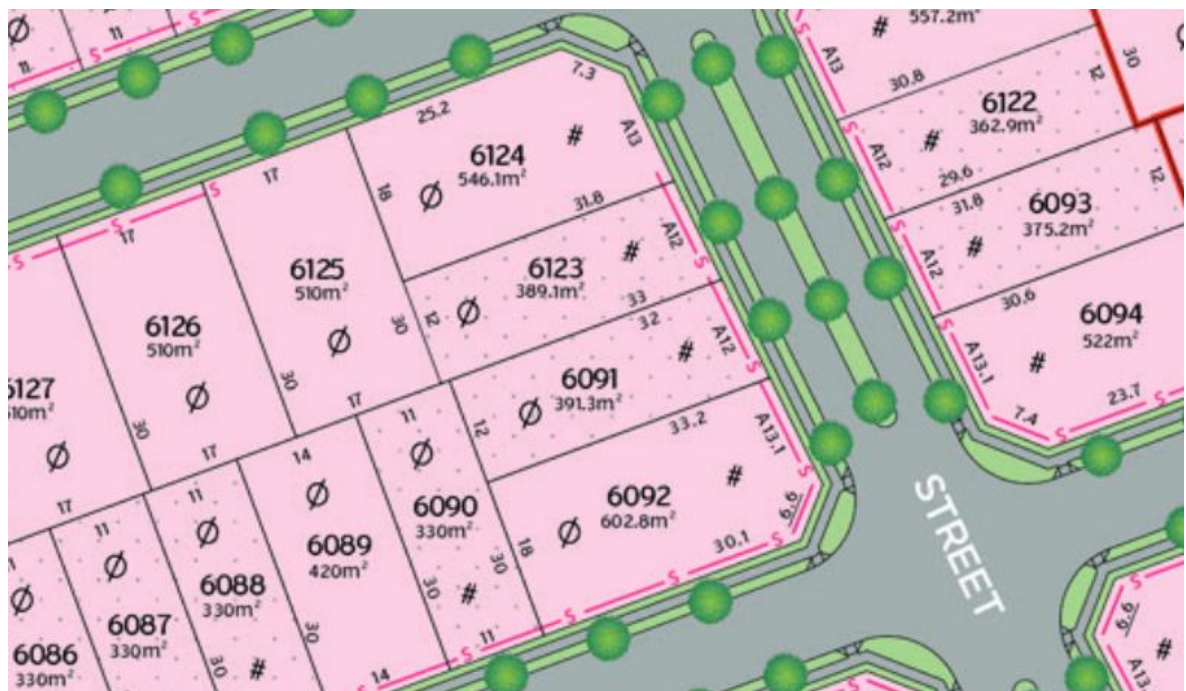 11
11
S
S
557.2m²
#
A13
30
30.8
12
6122
362.9m²
#
S
A12
29.6
12
31.8
6093
375.2m²
#
S
A12
30.6
6094
522m²
#
S
A13.1
7.4
23.7
S
S
7.3
25.2
6124
546.1m²
#
A13
18
Ø
31.8
6123
389.1m²
#
A12
S
12
Ø
33
32
6091
391.3m²
#
A12
S
12
Ø
33.2
6092
602.8m²
#
A13.1
S
6.6
S
30.1
18
Ø
S
S
17
6125
510m²
Ø
30
30
17
S
S
17
6126
510m²
Ø
30
17
S
6127
Ø
17
11
6090
330m²
Ø
#
30
30
11
S
14
6089
420m²
Ø
30
14
S
11
6088
330m²
Ø
#
30
11
6087
330m²
Ø
6086
330m²
Ø
STREET
6.6
S
#
A13
S